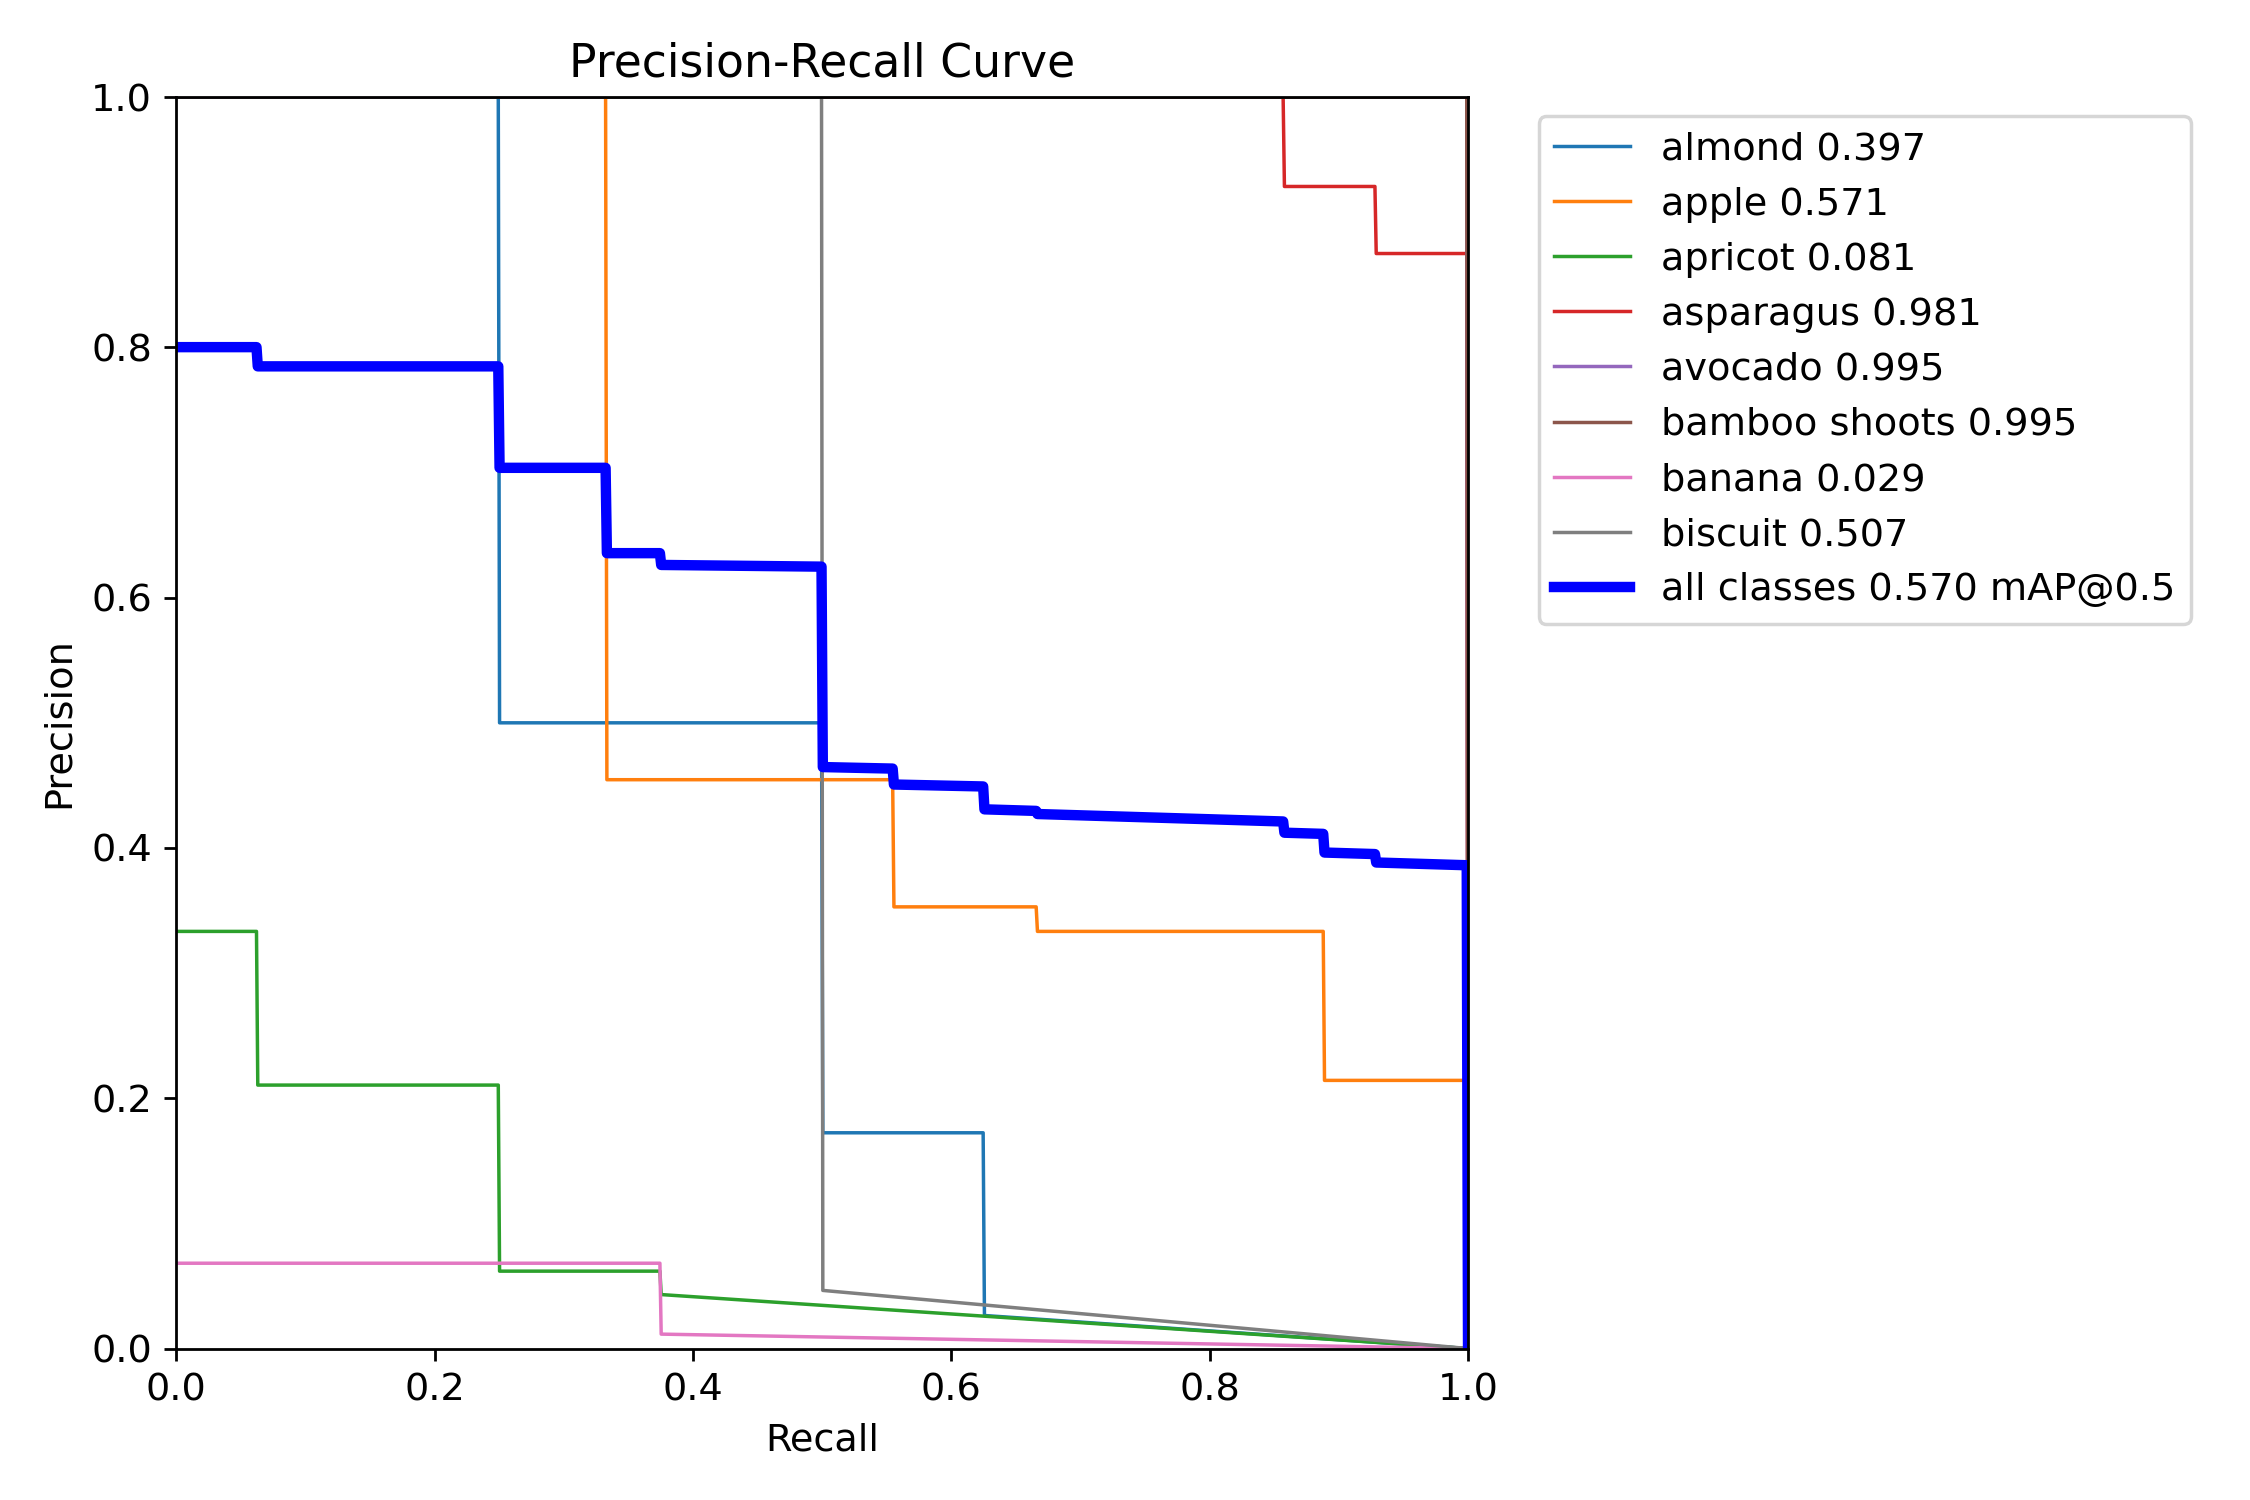 Precision-Recall Curve
1.0
0.8
0.6
0.4
0.2
0.0
Precision
0.0 0.2 0.4 0.6 0.8 1.0
Recall
almond 0.397
apple 0.571
apricot 0.081
asparagus 0.981
avocado 0.995
bamboo shoots 0.995
banana 0.029
biscuit 0.507
all classes 0.570 mAP@0.5